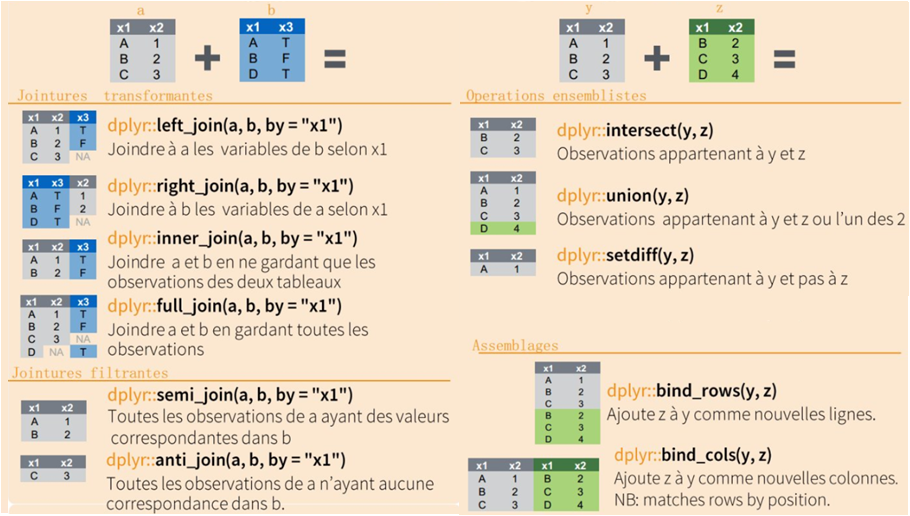 a
x1 x2
A 1
B 2
C 3
+
b
x1 x3
A T
B F
D T
=
Jointures transformantes
x1 x2 x3
A 1 T
B 2 F
C 3 NA
dplyr::left_join(a, b, by = "x1")
Joindre à a les variables de b selon x1
x1 x3 x2
A T 1
B F 2
D T NA
dplyr::right_join(a, b, by = "x1")
Joindre à b les variables de a selon x1
x1 x2 x3
A 1 T
B 2 F
dplyr::inner_join(a, b, by = "x1")
Joindre a et b en ne gardant que les
observations des deux tableaux
x1 x2 x3
A 1 T
B 2 F
C 3 NA
D NA T
dplyr::full_join(a, b, by = "x1")
Joindre a et b en gardant toutes les
observations
Jointures filtrantes
x1 x2
A 1
B 2
dplyr::semi_join(a, b, by = "x1")
Toutes les observations de a ayant des valeurs
correspondantes dans b
x1 x2
C 3
dplyr::anti_join(a, b, by = "x1")
Toutes les observations de a n'ayant aucune
correspondance dans b.
y
x1 x2
A 1
B 2
C 3
+
z
x1 x2
B 2
C 3
D 4
=
Operations ensemblistes
x1 x2
B 2
C 3
dplyr::intersect(y, z)
Observations appartenant à y et z
x1 x2
A 1
B 2
C 3
D 4
dplyr::union(y, z)
Observations appartenant à y et z ou l'un des 2
x1 x2
A 1
dplyr::setdiff(y, z)
Observations appartenant à y et pas à z
Assemblages
x1 x2
A 1
B 2
C 3
B 2
C 3
D 4
dplyr::bind_rows(y, z)
Ajoute z à y comme nouvelles lignes.
x1 x2 x1 x2
A 1 B 2
B 2 C 3
C 3 D 4
dplyr::bind_cols(y, z)
Ajoute z à y comme nouvelles colonnes.
NB: matches rows by position.